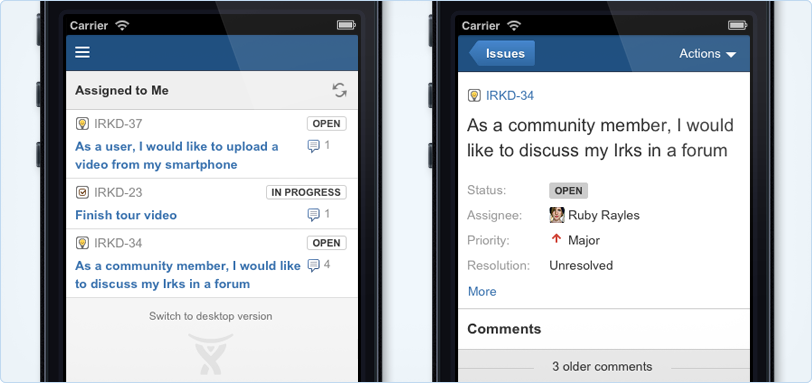 Carrier
Assigned to Me
IRKD-37
OPEN
As a user, I would like to upload a
video from my smartphone
1
IRKD-23
IN PROGRESS
Finish tour video
1
IRKD-34
OPEN
As a community member, I would like
to discuss my Irks in a forum
4
Switch to desktop version
Carrier
Issues
Actions
IRKD-34
As a community member, I would
like to discuss my Irks in a forum
Status: OPEN
Assignee: Ruby Rayles
Priority: Major
Resolution: Unresolved
More
Comments
3 older comments